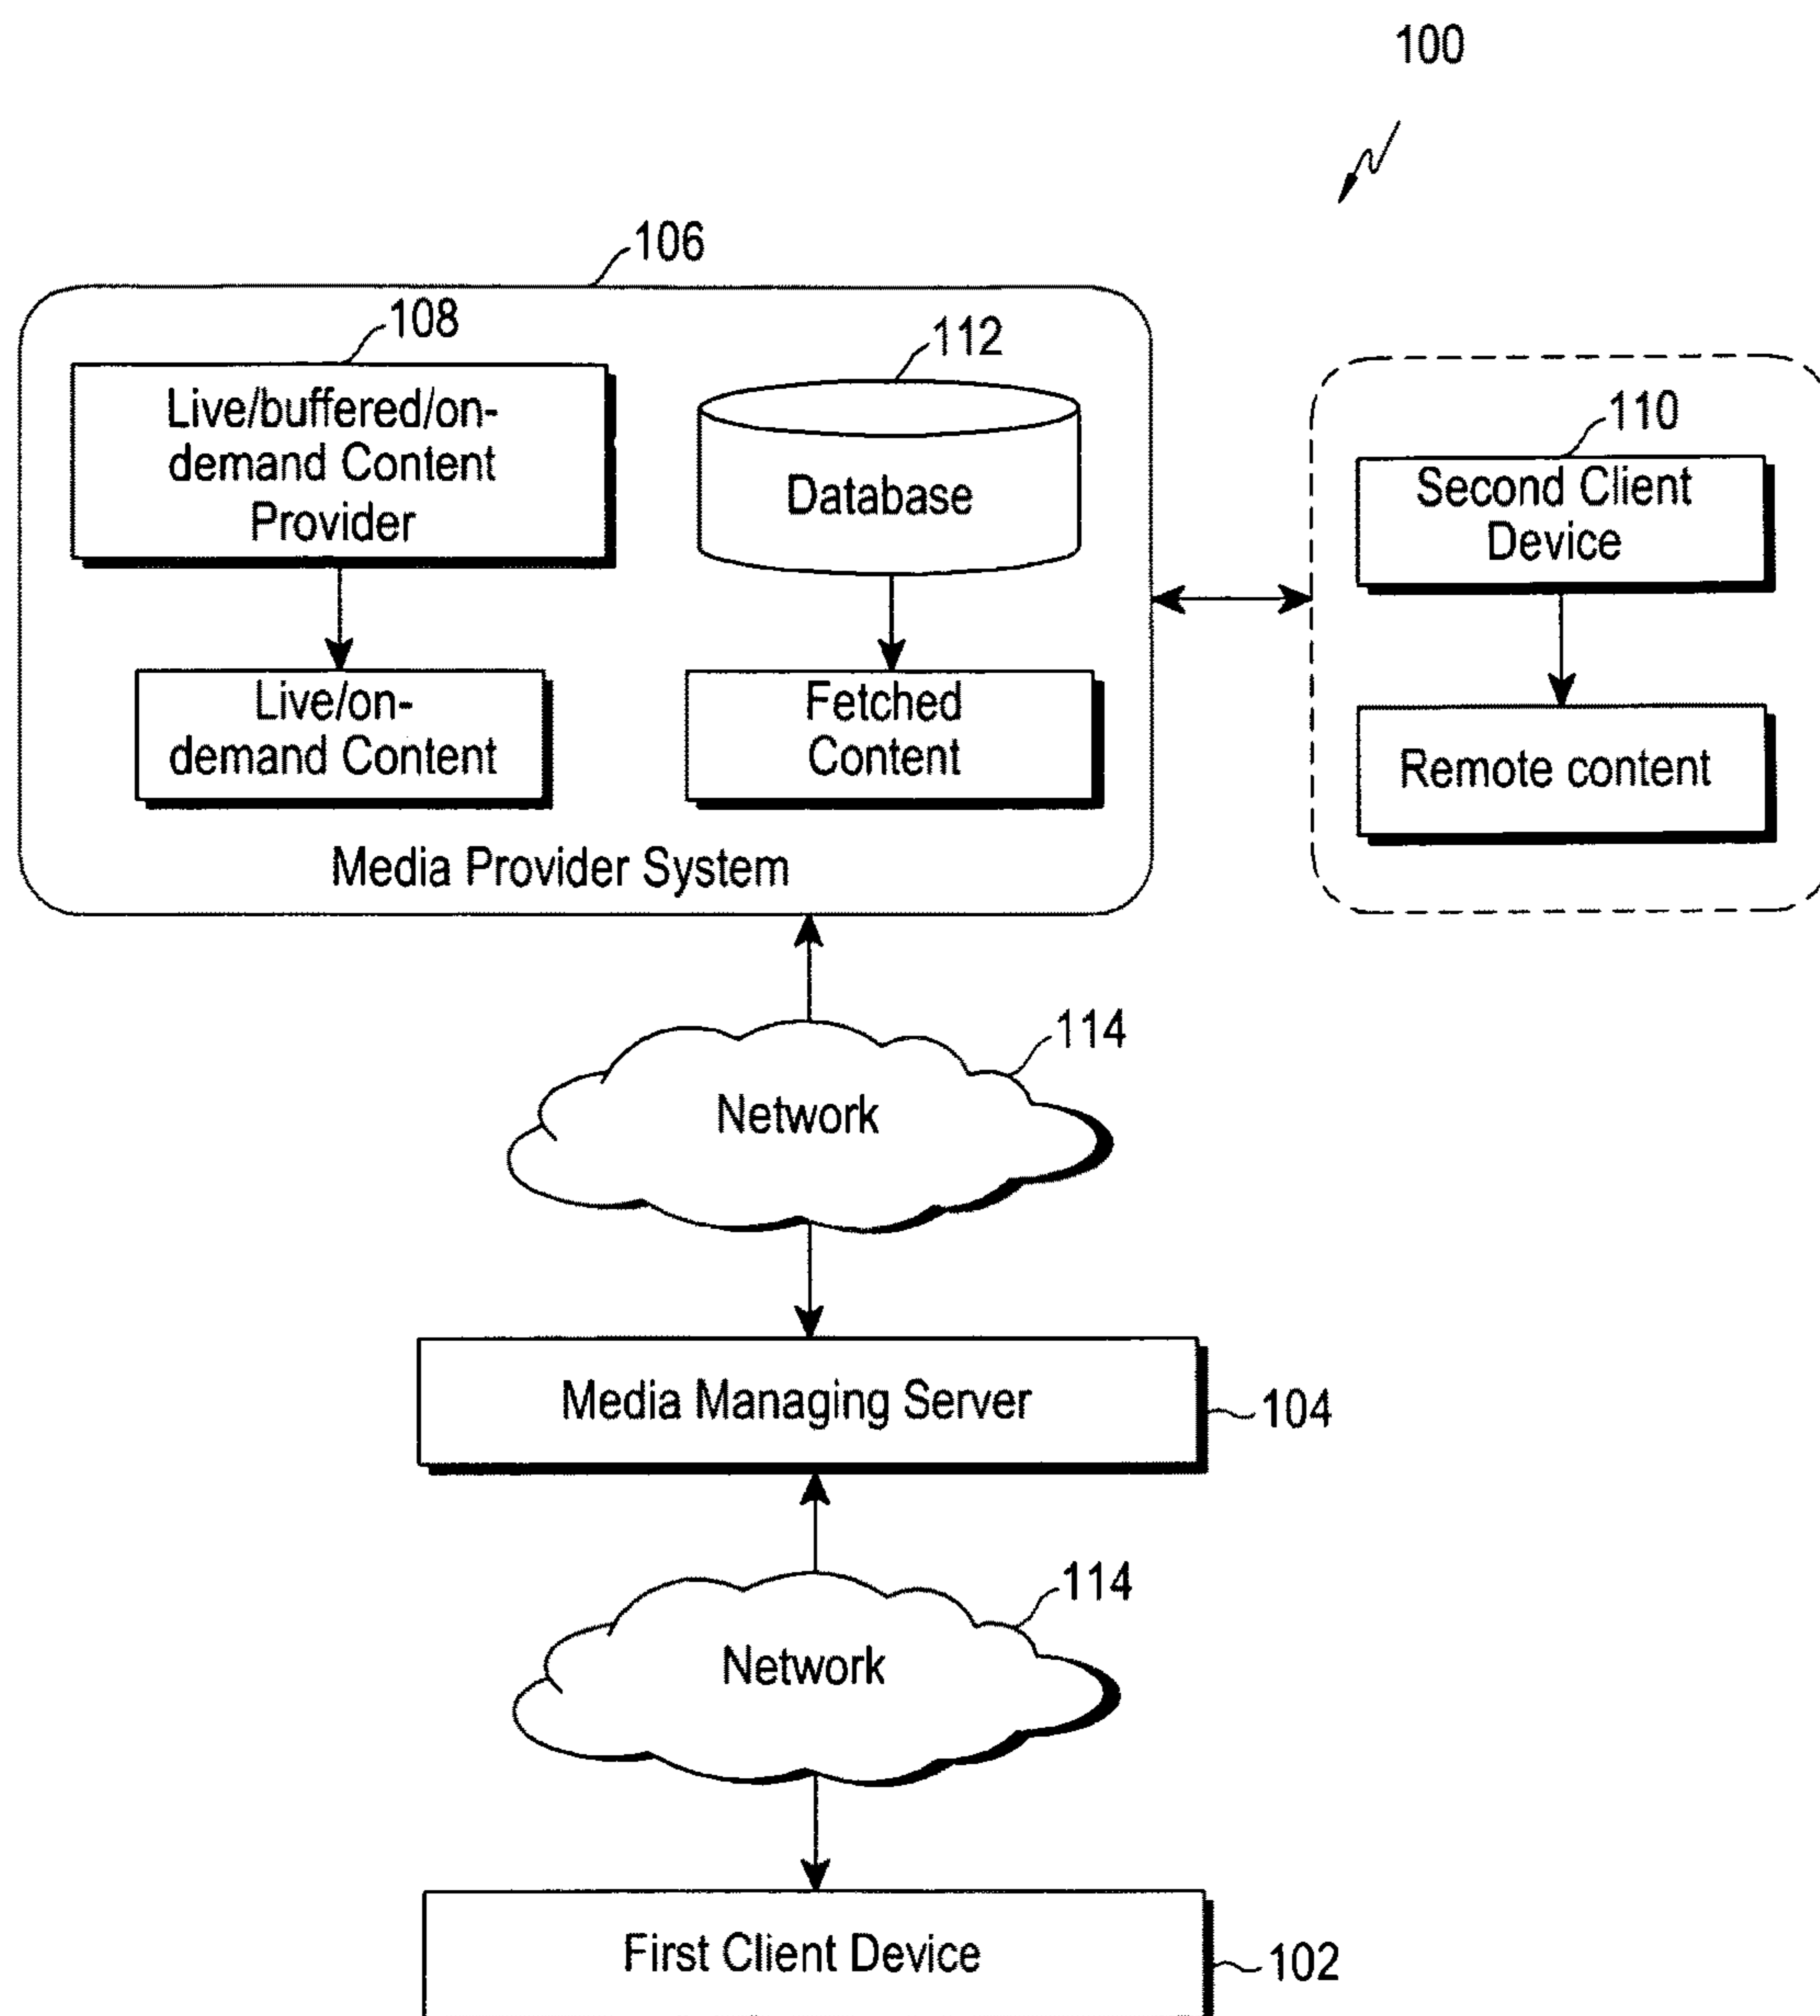 100
106
108
112
Live/buffered/on-
demand Content
Provider
Database
110
Second Client
Device
Live/on-
demand Content
Fetched
Content
Remote content
Media Provider System
114
Network
Media Managing Server
104
114
Network
First Client Device
102